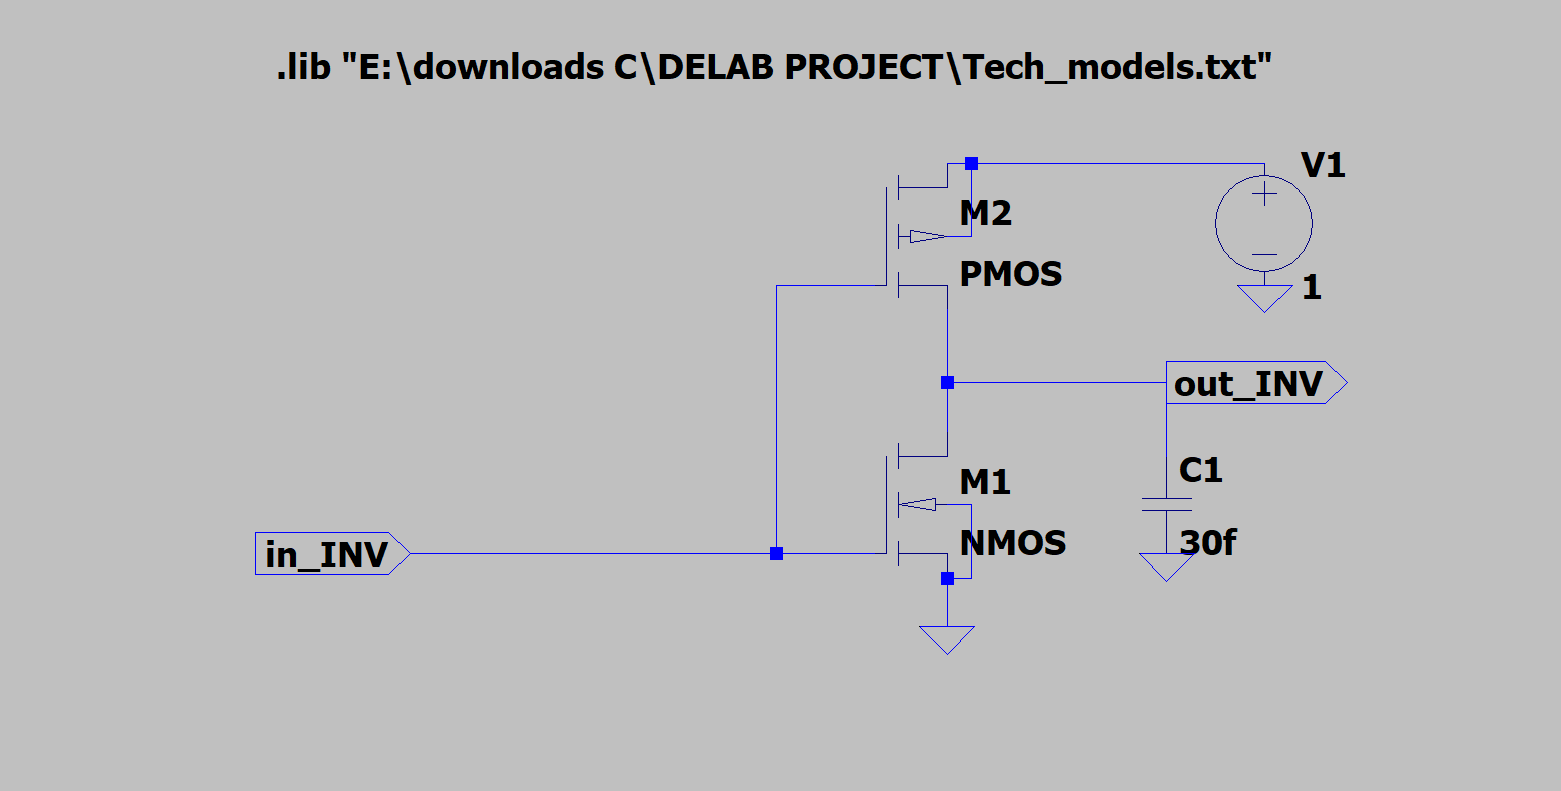 .lib "E:\downloads C\DELAB PROJECT\Tech_models.txt"
V1
M2
PMOS
1
out_INV
C1
M1
30f
NMOS
in_INV